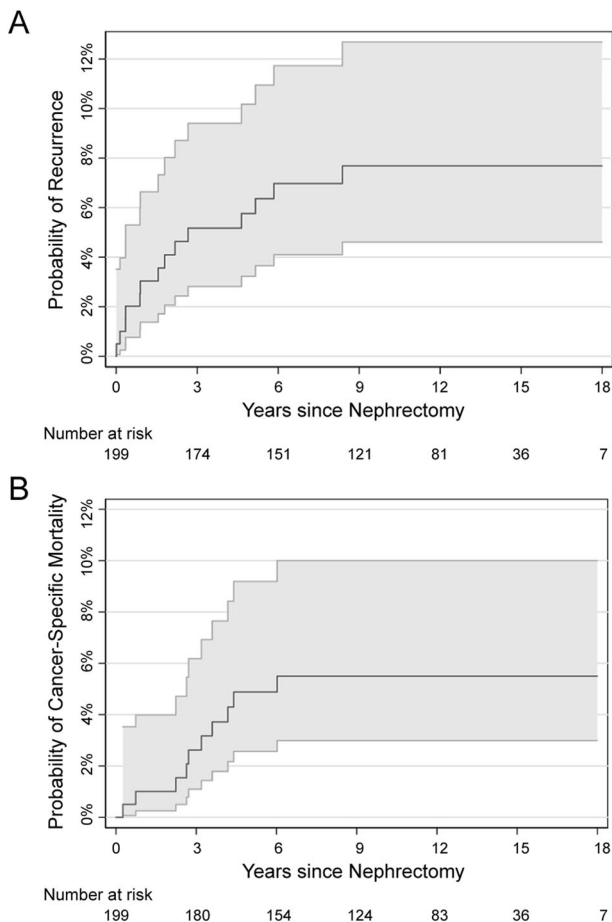 A
Probability of Recurrence
12%
10%
8%
6%
4%
2%
0%
0 3 6 9 12 15 18
Years since Nephrectomy
Number at risk
199 174 151 121 81 36 7
B
Probability of Cancer-Specific Mortality
12%
10%
8%
6%
4%
2%
0%
0 3 6 9 12 15 18
Years since Nephrectomy
Number at risk
199 180 154 124 83 36 7